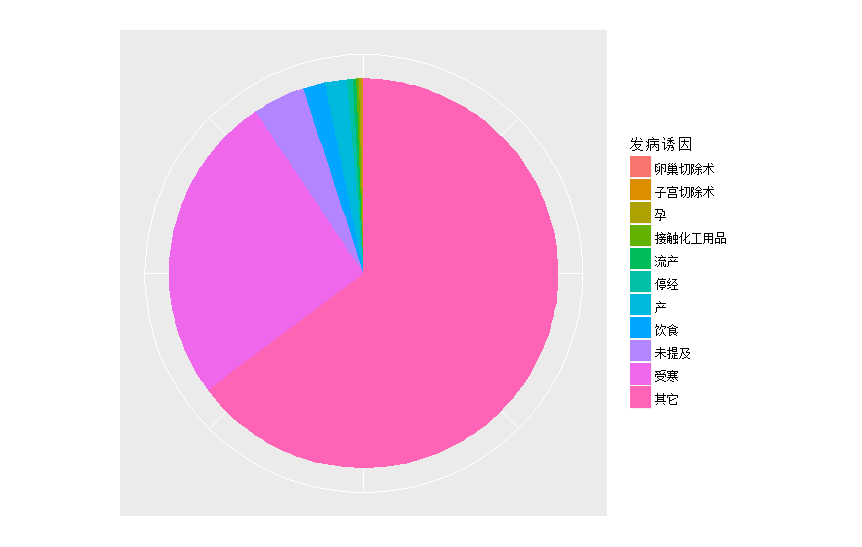 发病诱因
卵巢切除术
子宫切除术
孕
接触化工用品
流产
停经
产
饮食
未提及
受寒
其它